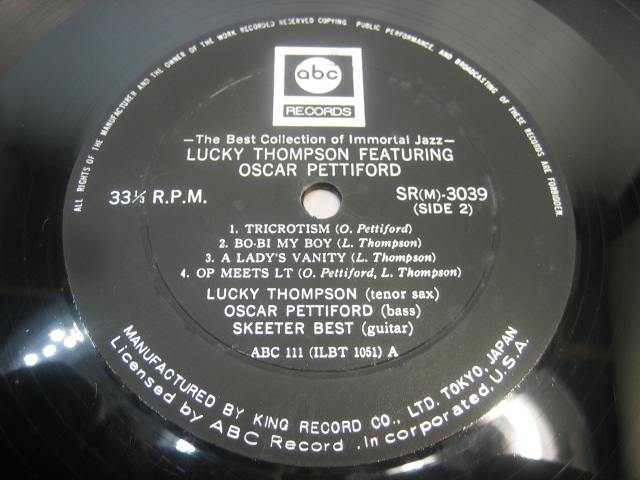 ALL RIGHTS OF THE MANUFACTURER AND THE OWNER OF THE WORK RECORDED RESERVED COPYING PUBLIC PERFORMANCE AND BROADCASTING OF THESE RECORDS ARE FORBIDDEN
abc
RECORDS
—The Best Collection of Immortal Jazz—
LUCKY THOMPSON FEATURING
OSCAR PETTIFORD
33⅓ R.P.M.
SR(M)-3039
(SIDE 2)
1. TRICROTISM (O. Pettiford)
2. BO-BI MY BOY (L. Thompson)
3. A LADY'S VANITY (L. Thompson)
4. OP MEETS LT (O. Pettiford, L. Thompson)
LUCKY THOMPSON (tenor sax)
OSCAR PETTIFORD (bass)
SKEETER BEST (guitar)
ABC 111 (ILBT 1051) A
MANUFACTURED BY KING RECORD CO., LTD. TOKYO, JAPAN
Licensed by ABC Record .Incorporated, U.S.A.